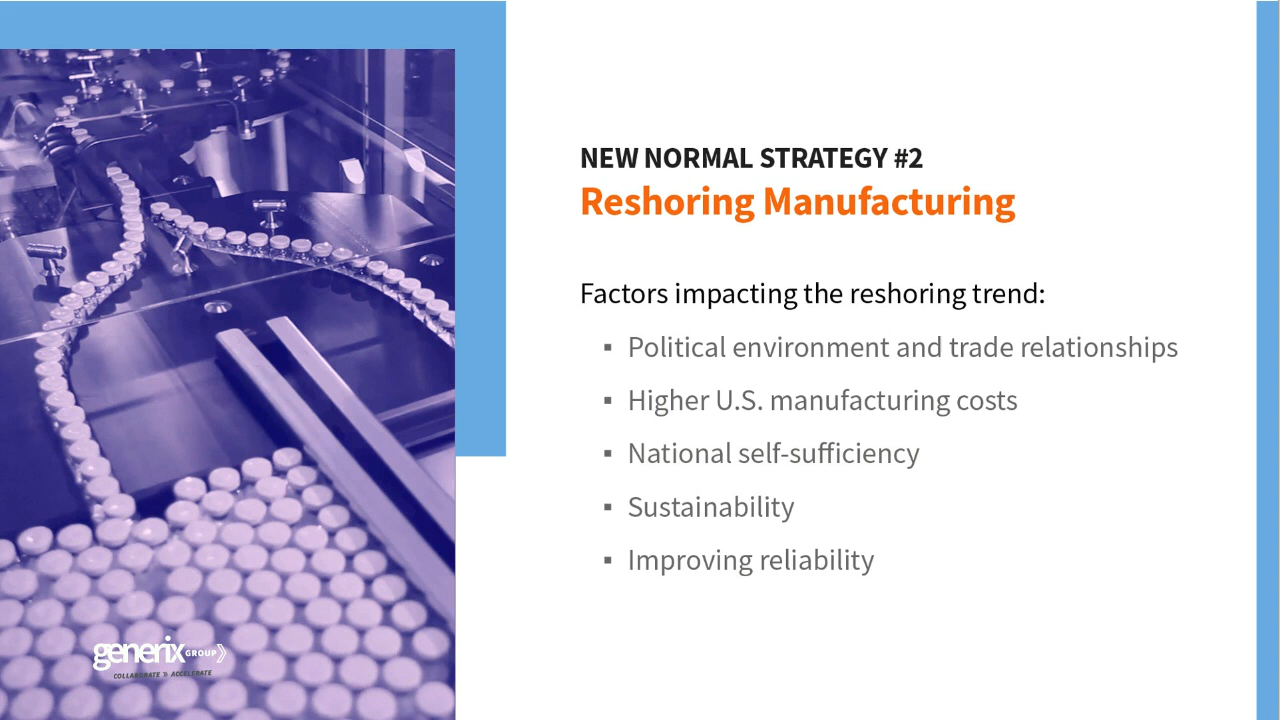 NEW NORMAL STRATEGY #2
Reshoring Manufacturing
Factors impacting the reshoring trend:
▪ Political environment and trade relationships
▪ Higher U.S. manufacturing costs
▪ National self-sufficiency
▪ Sustainability
▪ Improving reliability
generix GROUP
COLLABORATE » ACCELERATE